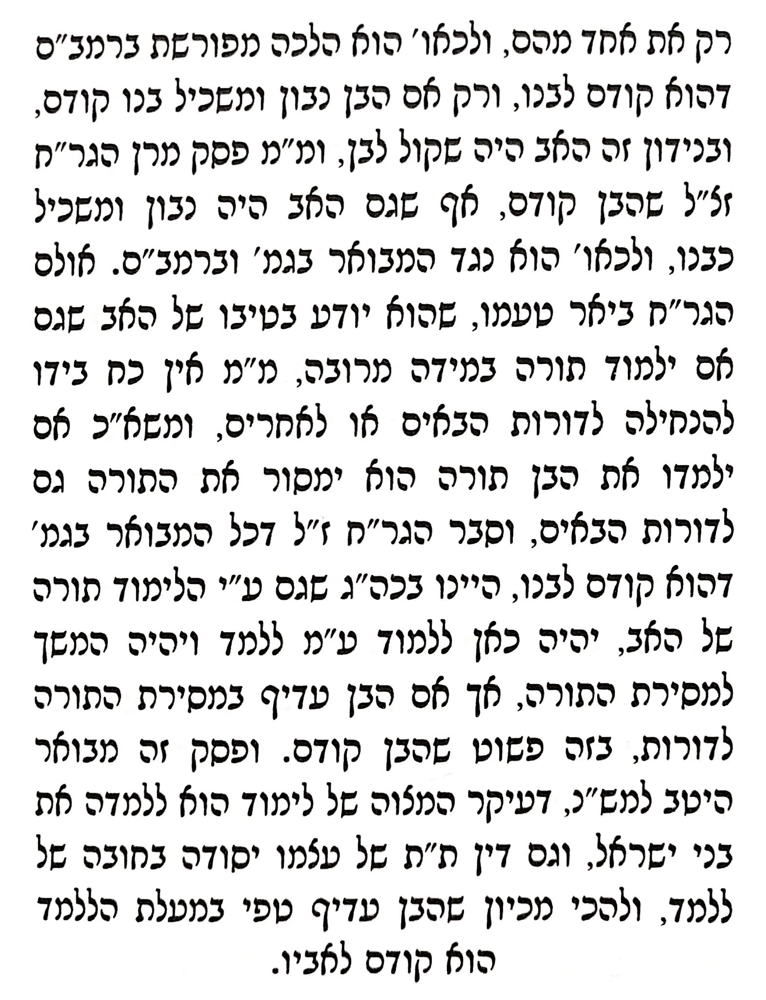 רק את אחד מהם, ולכאו' הוא הלכה מפורשת ברמב"ם
דהוא קודם לבנו, ורק אם הבן נבון ומשכיל בנו קודם,
ובנידון זה האב היה שקול לבן, ומ"מ פסק מרן הגר"ח
זצ"ל שהבן קודם, אף שגם האב היה נבון ומשכיל
כבנו, ולכאו' הוא נגד המבואר בגמ' וברמב"ם. אולם
הגר"ח ביאר טעמו, שהוא יודע בטיבו של האב שגם
אם ילמוד תורה במידה מרובה, מ"מ אין כח בידו
להנחילה לדורות הבאים או לאחרים, ומשא"כ אם
ילמדו את הבן תורה הוא ימסור את התורה גם
לדורות הבאים, וסבר הגר"ח ז"ל דכל המבואר בגמ'
דהוא קודם לבנו, היינו בכה"ג שגם ע"י הלימוד תורה
של האב, יהיה כאן ללמוד ע"מ ללמד ויהיה המשך
למסירת התורה, אך אם הבן עדיף במסירת התורה
לדורות, בזה פשוט שהבן קודם. ופסק זה מבואר
היטב למש"נ, דעיקר המצוה של לימוד הוא ללמדה את
בני ישראל, וגם דין ת"ת של עצמו יסודה בחובה של
ללמד, ולהכי מכיון שהבן עדיף טפי במעלת הללמד
הוא קודם לאביו.